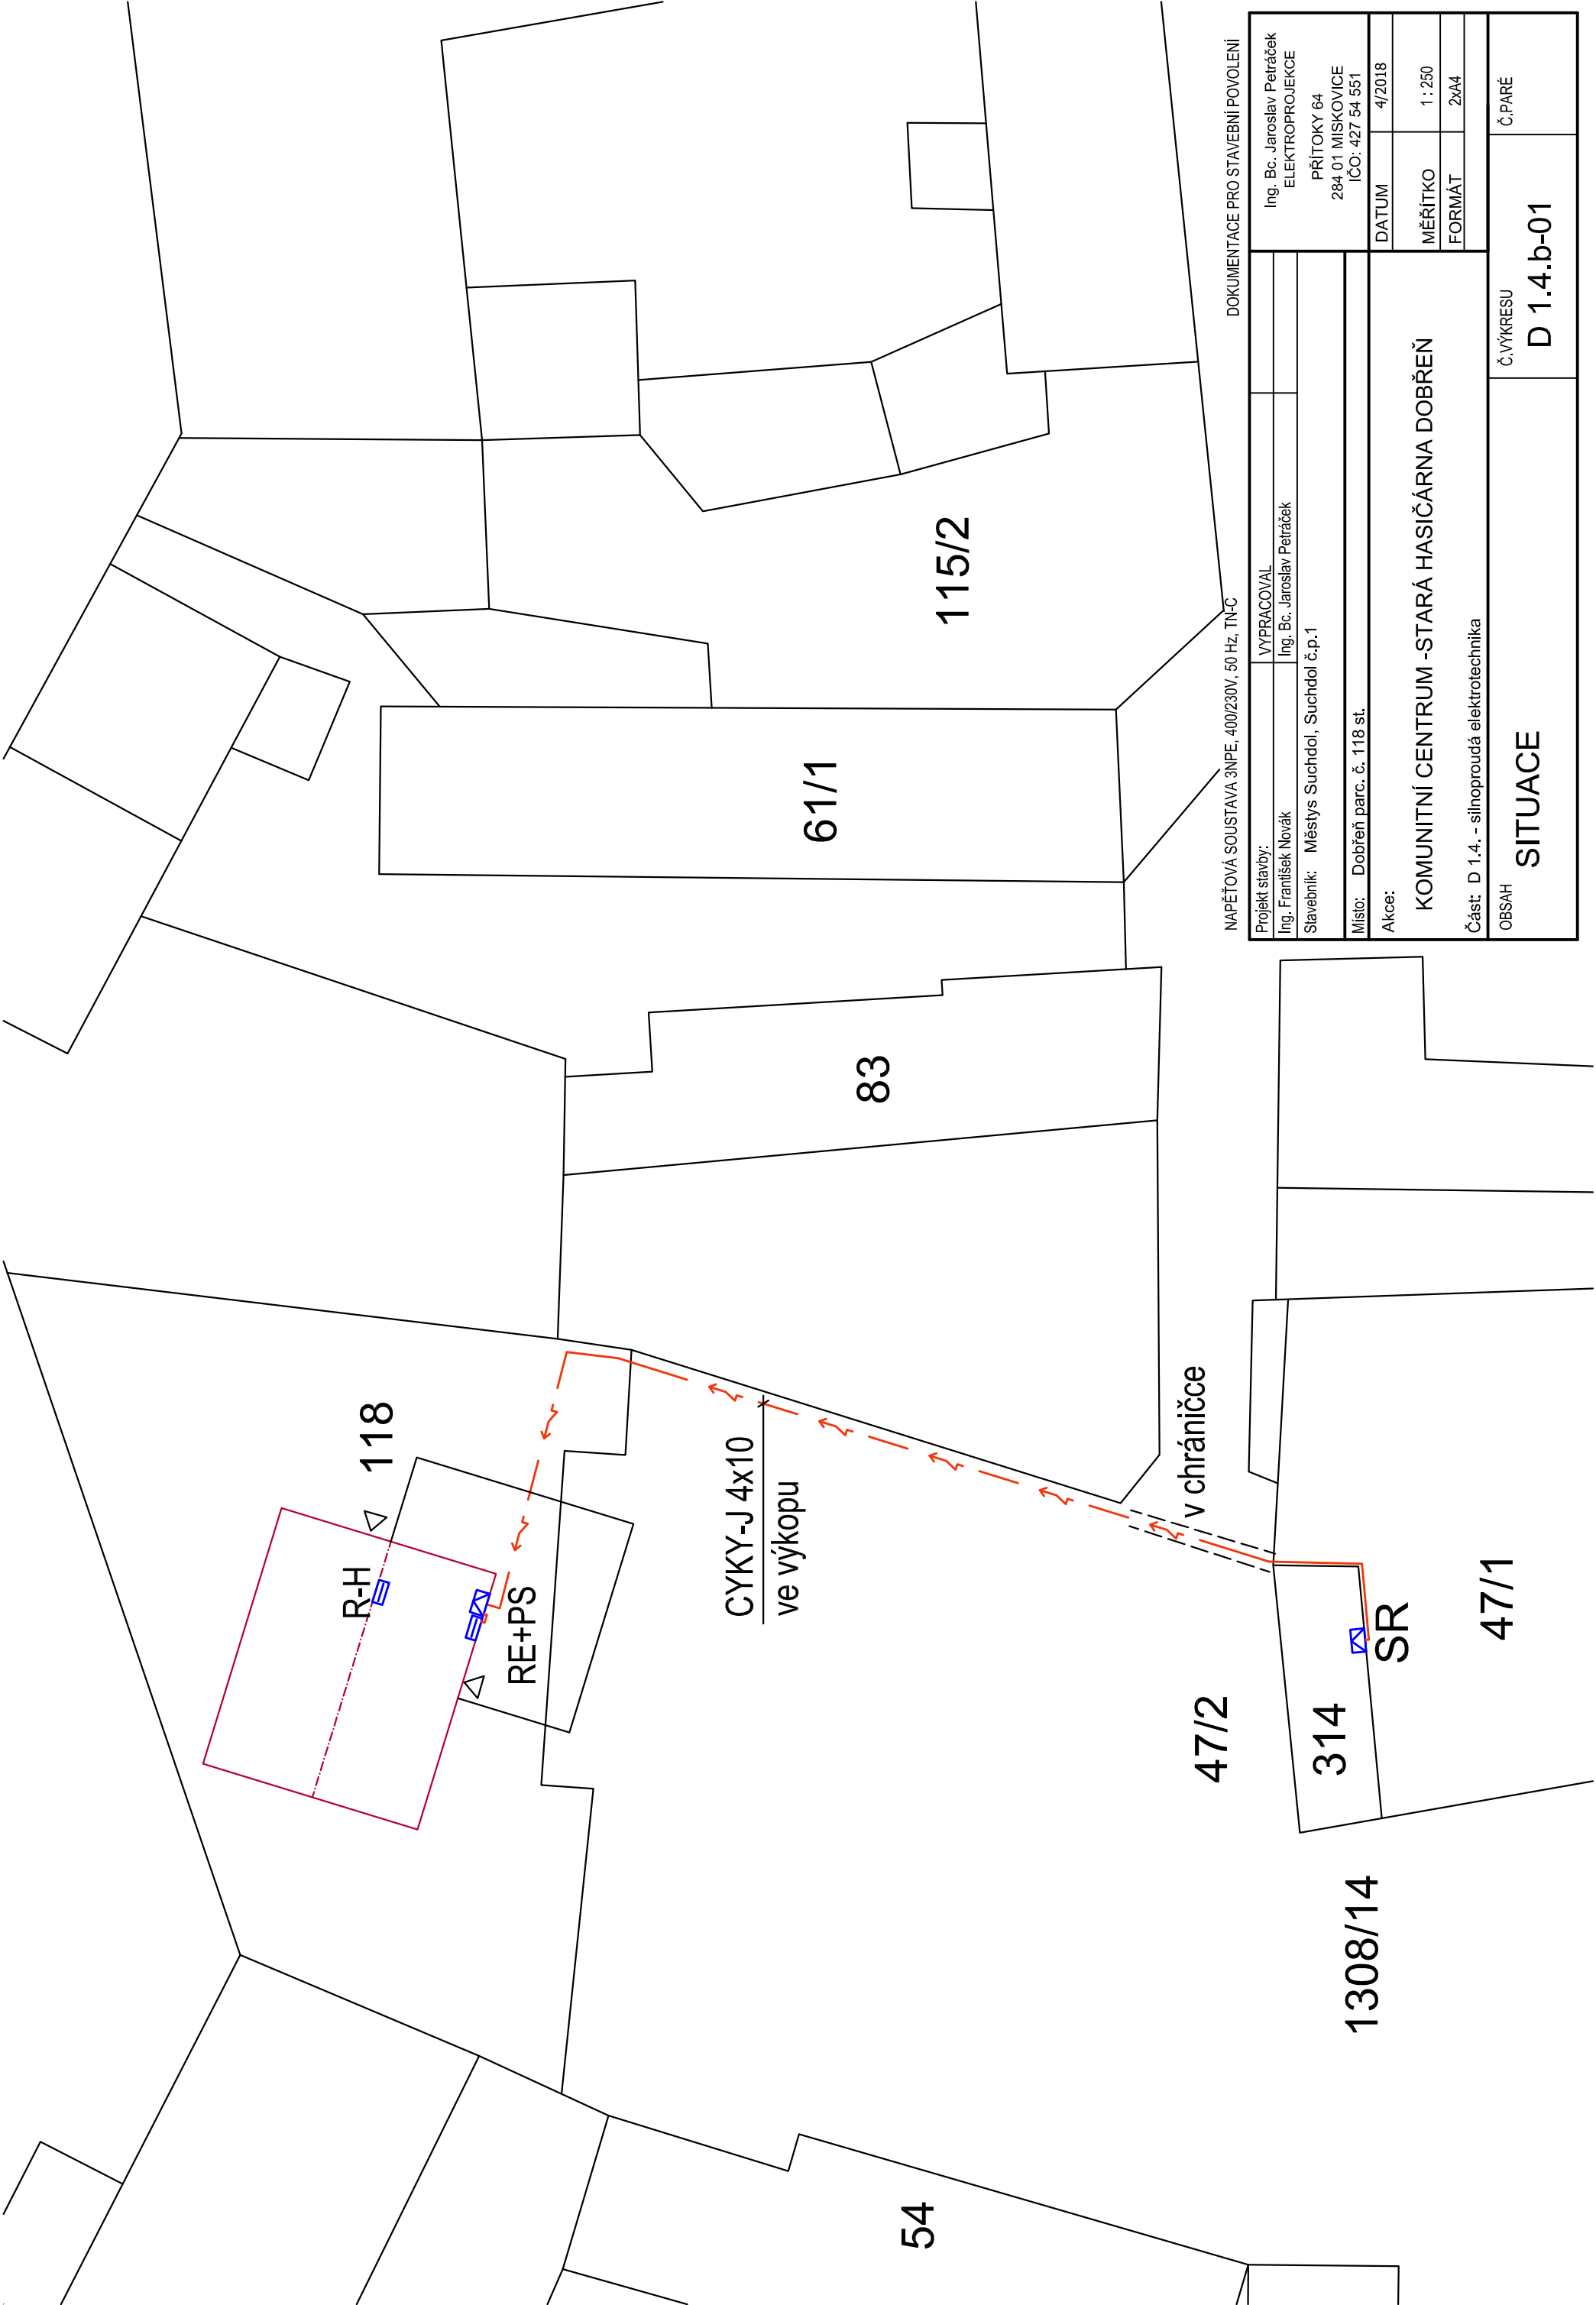 118
R-H
RE+PS
CYKY-J 4x10
ve výkopu
v chráničce
SR
47/2
314
47/1
1308/14
54
83
61/1
115/2
NAPĚŤOVÁ SOUSTAVA 3NPE, 400/230V, 50 Hz, TN-C
DOKUMENTACE PRO STAVEBNÍ POVOLENÍ
Projekt stavby:
VYPRACOVAL
Ing. František Novák
Ing. Bc. Jaroslav Petráček
Stavebník: Městys Suchdol, Suchdol č.p.1
Místo: Dobřeň parc. č. 118 st.
Ing. Bc. Jaroslav Petráček
ELEKTROPROJEKCE
PŘÍTOKY 64
284 01 MISKOVICE
IČO: 427 54 551
Akce:
KOMUNITNÍ CENTRUM -STARÁ HASIČÁRNA DOBŘEŇ
Část: D 1.4. - silnoproudá elektrotechnika
DATUM 4/2018
MĚŘÍTKO 1 : 250
FORMÁT 2xA4
OBSAH
SITUACE
Č.VÝKRESU
D 1.4.b-01
Č.PARÉ